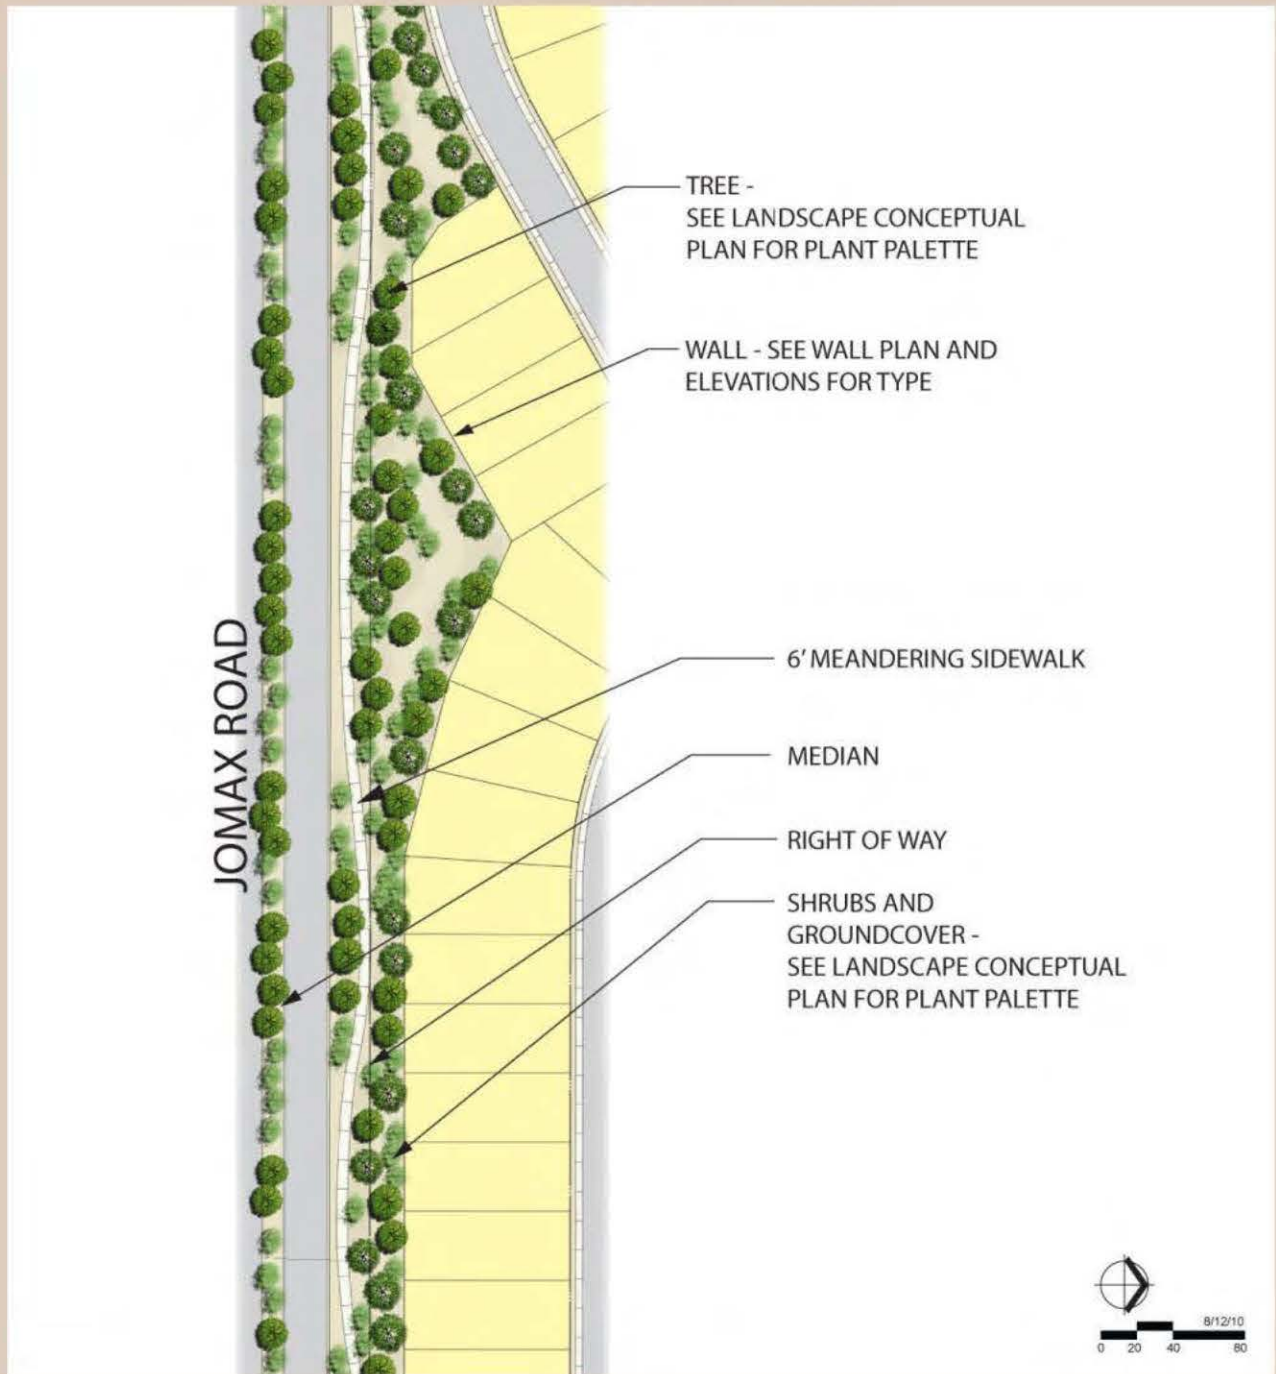 TREE -
SEE LANDSCAPE CONCEPTUAL
PLAN FOR PLANT PALETTE
WALL - SEE WALL PLAN AND
ELEVATIONS FOR TYPE
JOMAX ROAD
6' MEANDERING SIDEWALK
MEDIAN
RIGHT OF WAY
SHRUBS AND
GROUNDCOVER -
SEE LANDSCAPE CONCEPTUAL
PLAN FOR PLANT PALETTE
8/12/10
0 20 40 80